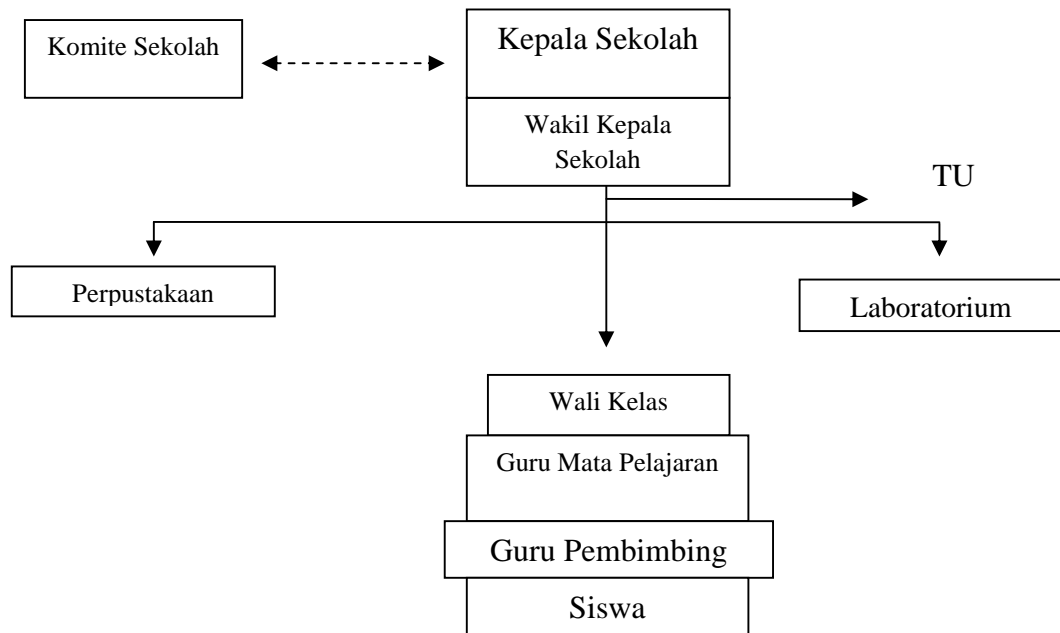 Komite Sekolah
Kepala Sekolah
Wakil Kepala
Sekolah
TU
Perpustakaan
Laboratorium
Wali Kelas
Guru Mata Pelajaran
Guru Pembimbing
Siswa